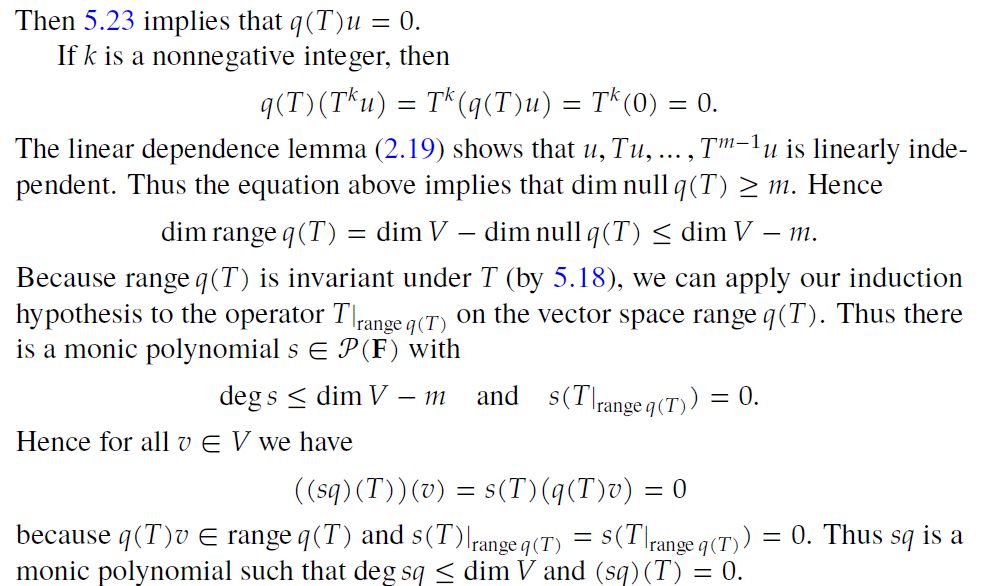 Then 5.23 implies that q(T)u = 0.
If k is a nonnegative integer, then
q(T)(Tᵏu) = Tᵏ(q(T)u) = Tᵏ(0) = 0.
The linear dependence lemma (2.19) shows that u, Tu, … , Tᵐ⁻¹u is linearly inde-
pendent. Thus the equation above implies that dim null q(T) ≥ m. Hence
dim range q(T) = dim V − dim null q(T) ≤ dim V − m.
Because range q(T) is invariant under T (by 5.18), we can apply our induction
hypothesis to the operator T|_{range q(T)} on the vector space range q(T). Thus there
is a monic polynomial s ∈ 𝒫(𝐅) with
deg s ≤ dim V − m and s(T|_{range q(T)}) = 0.
Hence for all v ∈ V we have
((sq)(T))(v) = s(T)(q(T)v) = 0
because q(T)v ∈ range q(T) and s(T)|_{range q(T)} = s(T|_{range q(T)}) = 0. Thus sq is a
monic polynomial such that deg sq ≤ dim V and (sq)(T) = 0.